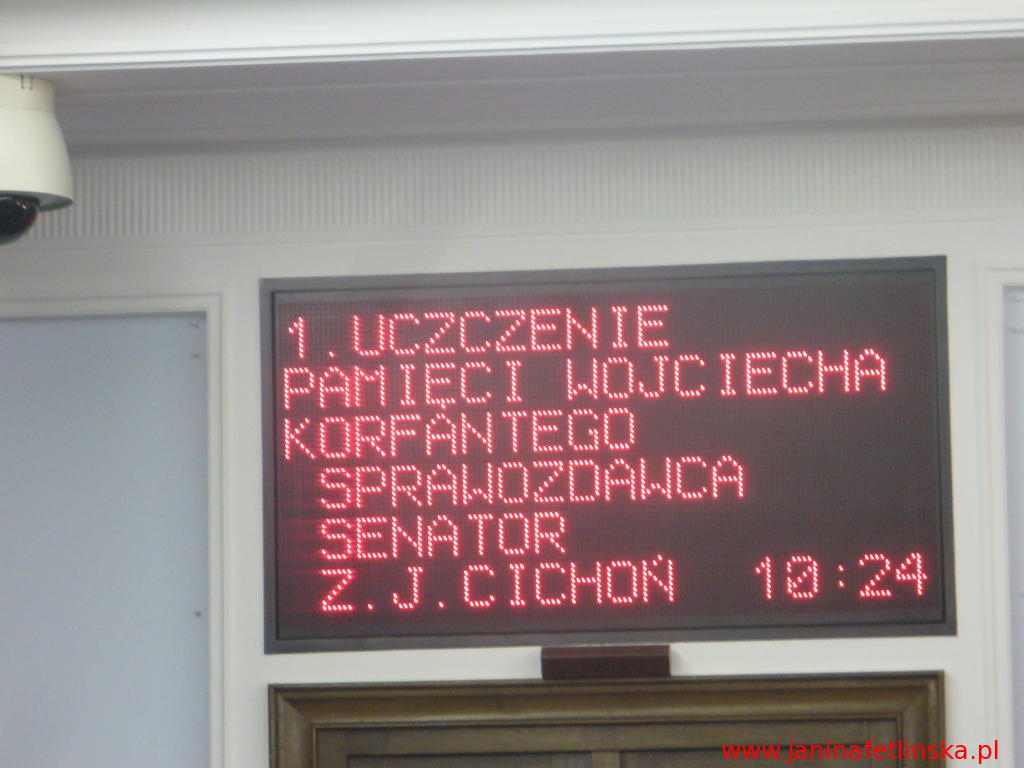 1.UCZCZENIE
PAMIĘCI WOJCIECHA
KORFANTEGO
SPRAWOZDAWCA
SENATOR
Z.J.CICHOŃ 10:24
www.janinafetlinska.pl